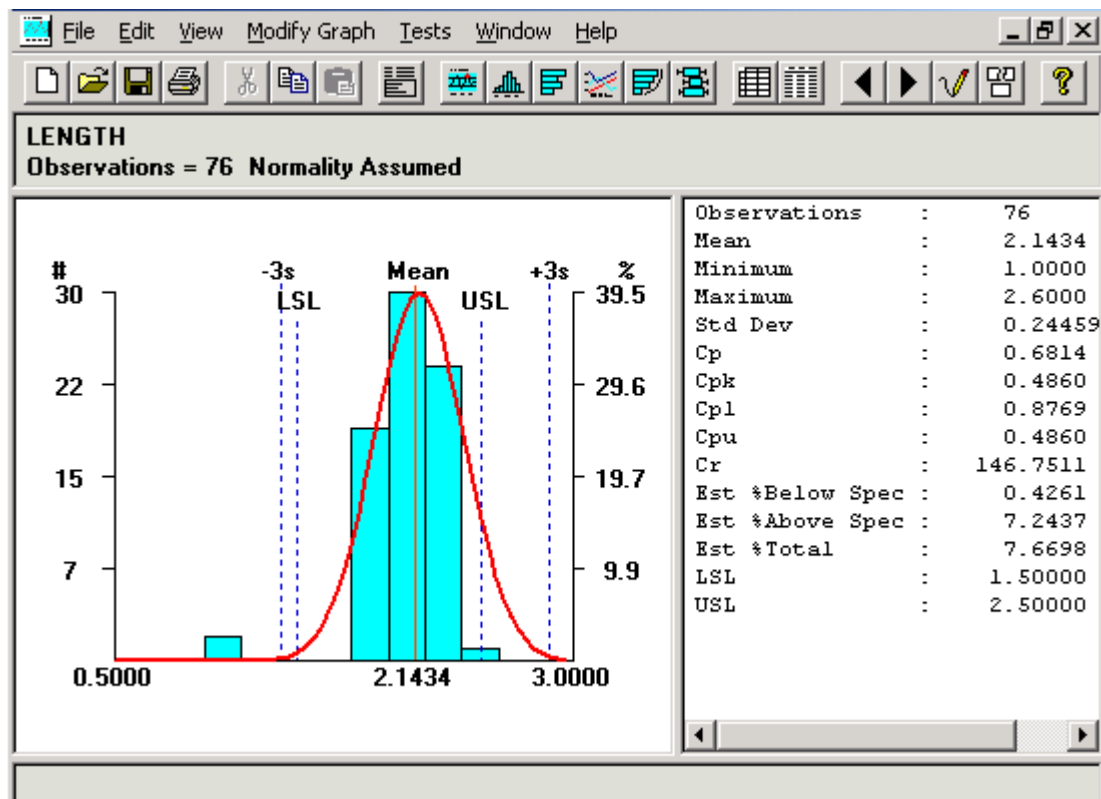 File Edit View Modify Graph Tests Window Help
LENGTH
Observations = 76 Normality Assumed
# -3s Mean +3s %
30 LSL USL 39.5
22 29.6
15 19.7
7 9.9
0.5000 2.1434 3.0000
Observations : 76
Mean : 2.1434
Minimum : 1.0000
Maximum : 2.6000
Std Dev : 0.24459
Cp : 0.6814
Cpk : 0.4860
Cpl : 0.8769
Cpu : 0.4860
Cr : 146.7511
Est %Below Spec : 0.4261
Est %Above Spec : 7.2437
Est %Total : 7.6698
LSL : 1.50000
USL : 2.50000